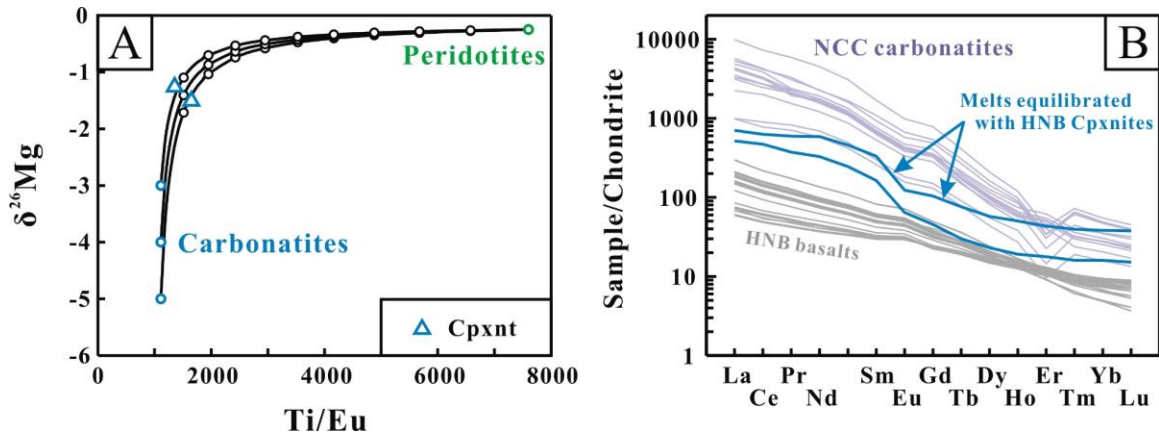 A
0
-1
-2
-3
-4
-5
-6
δ²⁶Mg
Peridotites
Carbonatites
Cpxnt
0 2000 4000 6000 8000
Ti/Eu
B
10000
1000
100
10
1
Sample/Chondrite
NCC carbonatites
Melts equilibrated
with HNB Cpxnites
HNB basalts
La Pr Sm Gd Dy Er Yb
Ce Nd Eu Tb Ho Tm Lu